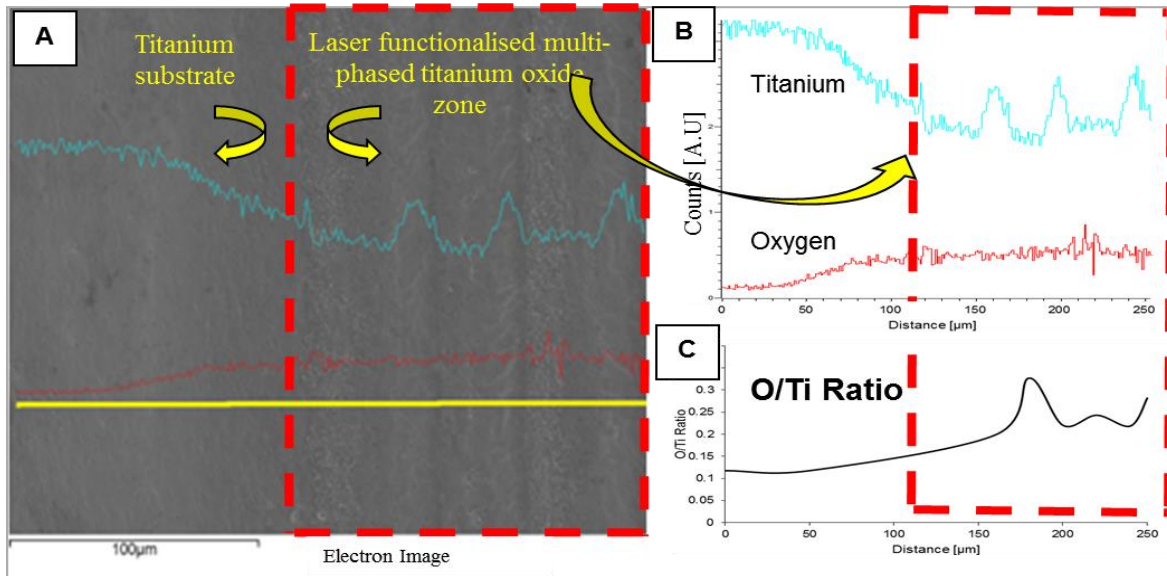 A
Titanium
substrate
Laser functionalised multi-
phased titanium oxide
zone
100µm
Electron Image
B
Titanium
Oxygen
Counts [A.U]
2
1
0
0
50
100
150
200
250
Distance [µm]
C
O/Ti Ratio
O/Ti Ratio
0.3
0.25
0.2
0.15
0.1
0.05
0
0
50
100
150
200
250
Distance [µm]